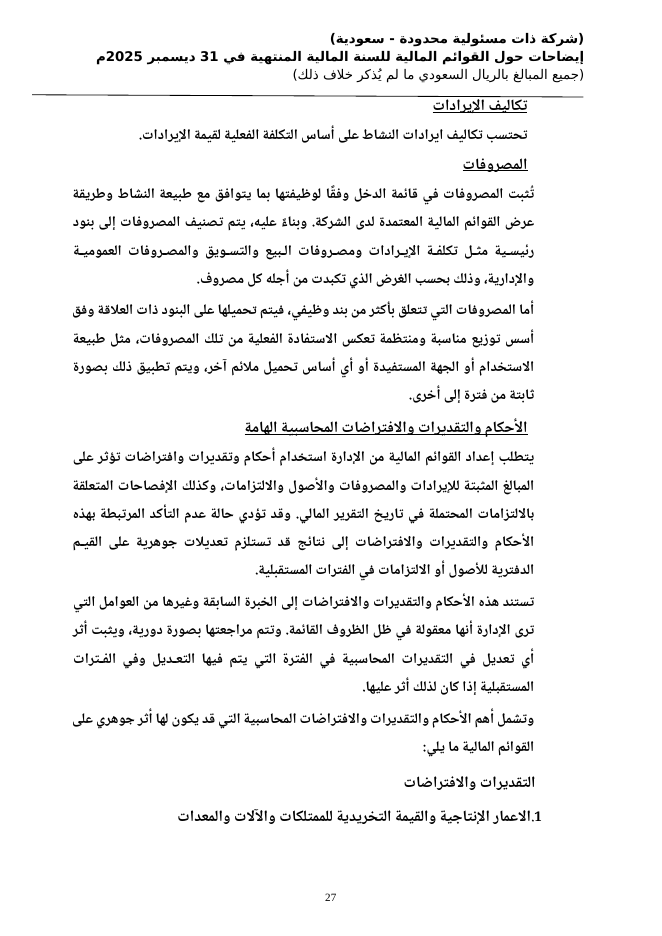 (شركة ذات مسئولية محدودة - سعودية)
إيضاحات حول القوائم المالية للسنة المالية المنتهية في 31 ديسمبر 2025م
(جميع المبالغ بالريال السعودي ما لم يُذكر خلاف ذلك)
تكاليف الإيرادات
تحتسب تكاليف ايرادات النشاط على أساس التكلفة الفعلية لقيمة الإيرادات.
المصروفات
تُثبت المصروفات في قائمة الدخل وفقًا لوظيفتها بما يتوافق مع طبيعة النشاط وطريقة
عرض القوائم المالية المعتمدة لدى الشركة. وبناءً عليه، يتم تصنيف المصروفات إلى بنود
رئيسية مثل تكلفة الإيرادات ومصروفات البيع والتسويق والمصروفات العمومية
والإدارية، وذلك بحسب الغرض الذي تكبدت من أجله كل مصروف.
أما المصروفات التي تتعلق بأكثر من بند وظيفي، فيتم تحميلها على البنود ذات العلاقة وفق
أسس توزيع مناسبة ومنتظمة تعكس الاستفادة الفعلية من تلك المصروفات، مثل طبيعة
الاستخدام أو الجهة المستفيدة أو أي أساس تحميل ملائم آخر، ويتم تطبيق ذلك بصورة
ثابتة من فترة إلى أخرى.
الأحكام والتقديرات والافتراضات المحاسبية الهامة
يتطلب إعداد القوائم المالية من الإدارة استخدام أحكام وتقديرات وافتراضات تؤثر على
المبالغ المثبتة للإيرادات والمصروفات والأصول والالتزامات، وكذلك الإفصاحات المتعلقة
بالالتزامات المحتملة في تاريخ التقرير المالي. وقد تؤدي حالة عدم التأكد المرتبطة بهذه
الأحكام والتقديرات والافتراضات إلى نتائج قد تستلزم تعديلات جوهرية على القيم
الدفترية للأصول أو الالتزامات في الفترات المستقبلية.
تستند هذه الأحكام والتقديرات والافتراضات إلى الخبرة السابقة وغيرها من العوامل التي
ترى الإدارة أنها معقولة في ظل الظروف القائمة. وتتم مراجعتها بصورة دورية، ويثبت أثر
أي تعديل في التقديرات المحاسبية في الفترة التي يتم فيها التعديل وفي الفترات
المستقبلية إذا كان لذلك أثر عليها.
وتشمل أهم الأحكام والتقديرات والافتراضات المحاسبية التي قد يكون لها أثر جوهري على
القوائم المالية ما يلي:
التقديرات والافتراضات
1.الاعمار الإنتاجية والقيمة التخريدية للممتلكات والآلات والمعدات
27